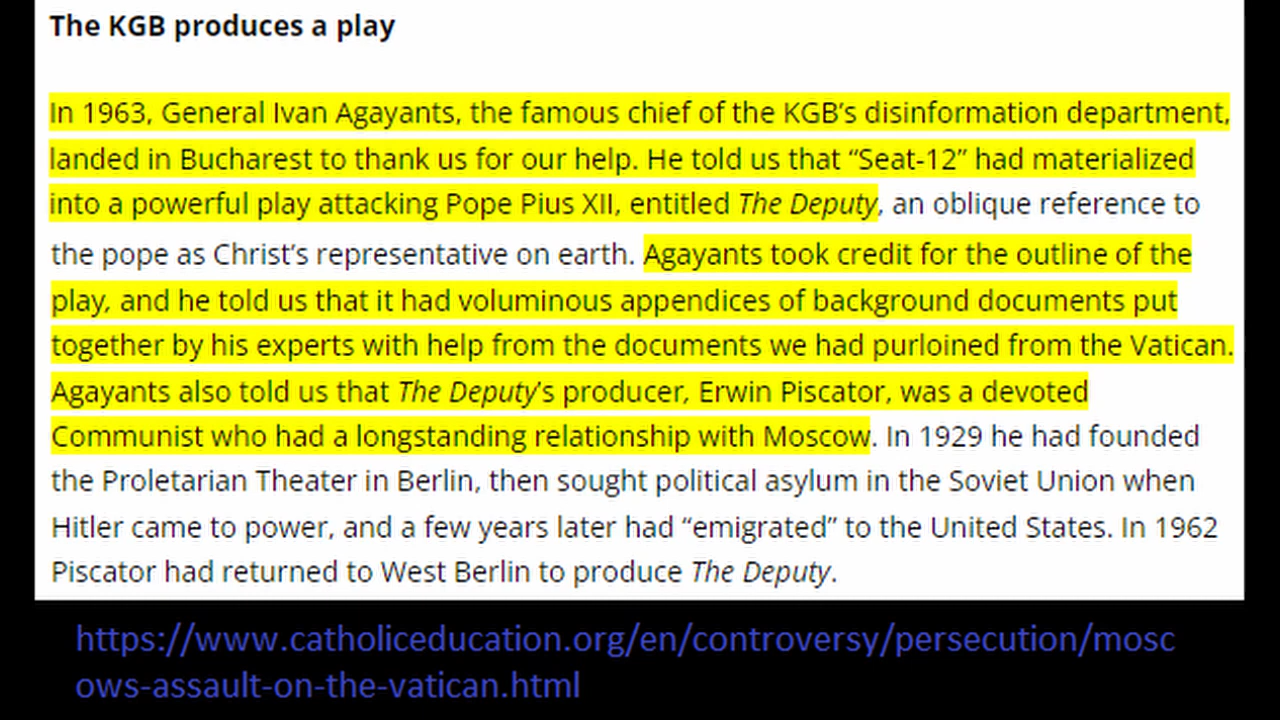 The KGB produces a play
In 1963, General Ivan Agayants, the famous chief of the KGB's disinformation department,
landed in Bucharest to thank us for our help. He told us that “Seat-12” had materialized
into a powerful play attacking Pope Pius XII, entitled The Deputy, an oblique reference to
the pope as Christ's representative on earth. Agayants took credit for the outline of the
play, and he told us that it had voluminous appendices of background documents put
together by his experts with help from the documents we had purloined from the Vatican.
Agayants also told us that The Deputy's producer, Erwin Piscator, was a devoted
Communist who had a longstanding relationship with Moscow. In 1929 he had founded
the Proletarian Theater in Berlin, then sought political asylum in the Soviet Union when
Hitler came to power, and a few years later had “emigrated” to the United States. In 1962
Piscator had returned to West Berlin to produce The Deputy.
https://www.catholiceducation.org/en/controversy/persecution/mosc
ows-assault-on-the-vatican.html